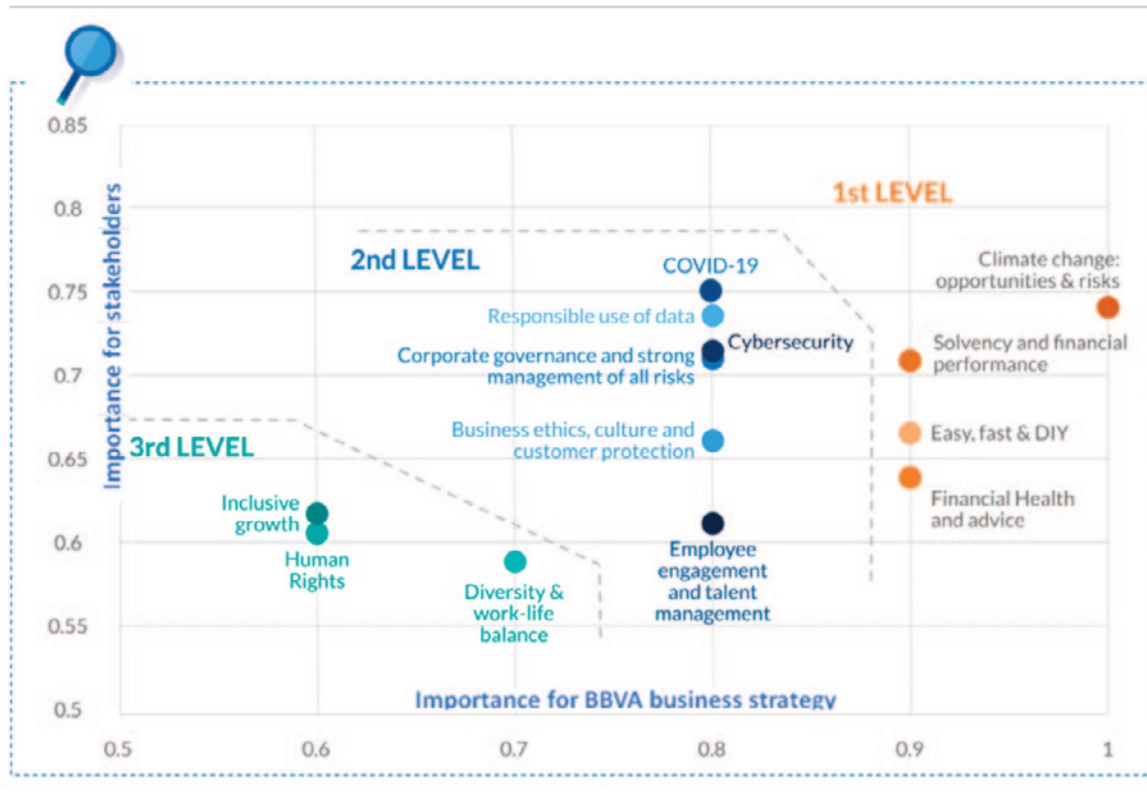 0.85
0.8
0.75
0.7
0.65
0.6
0.55
0.5
Importance for stakeholders
1st LEVEL
2nd LEVEL
3rd LEVEL
COVID-19
Responsible use of data
Cybersecurity
Corporate governance and strong
management of all risks
Business ethics, culture and
customer protection
Employee
engagement
and talent
management
Climate change:
opportunities & risks
Solvency and financial
performance
Easy, fast & DIY
Financial Health
and advice
Inclusive
growth
Human
Rights
Diversity &
work-life
balance
Importance for BBVA business strategy
0.5
0.6
0.7
0.8
0.9
1